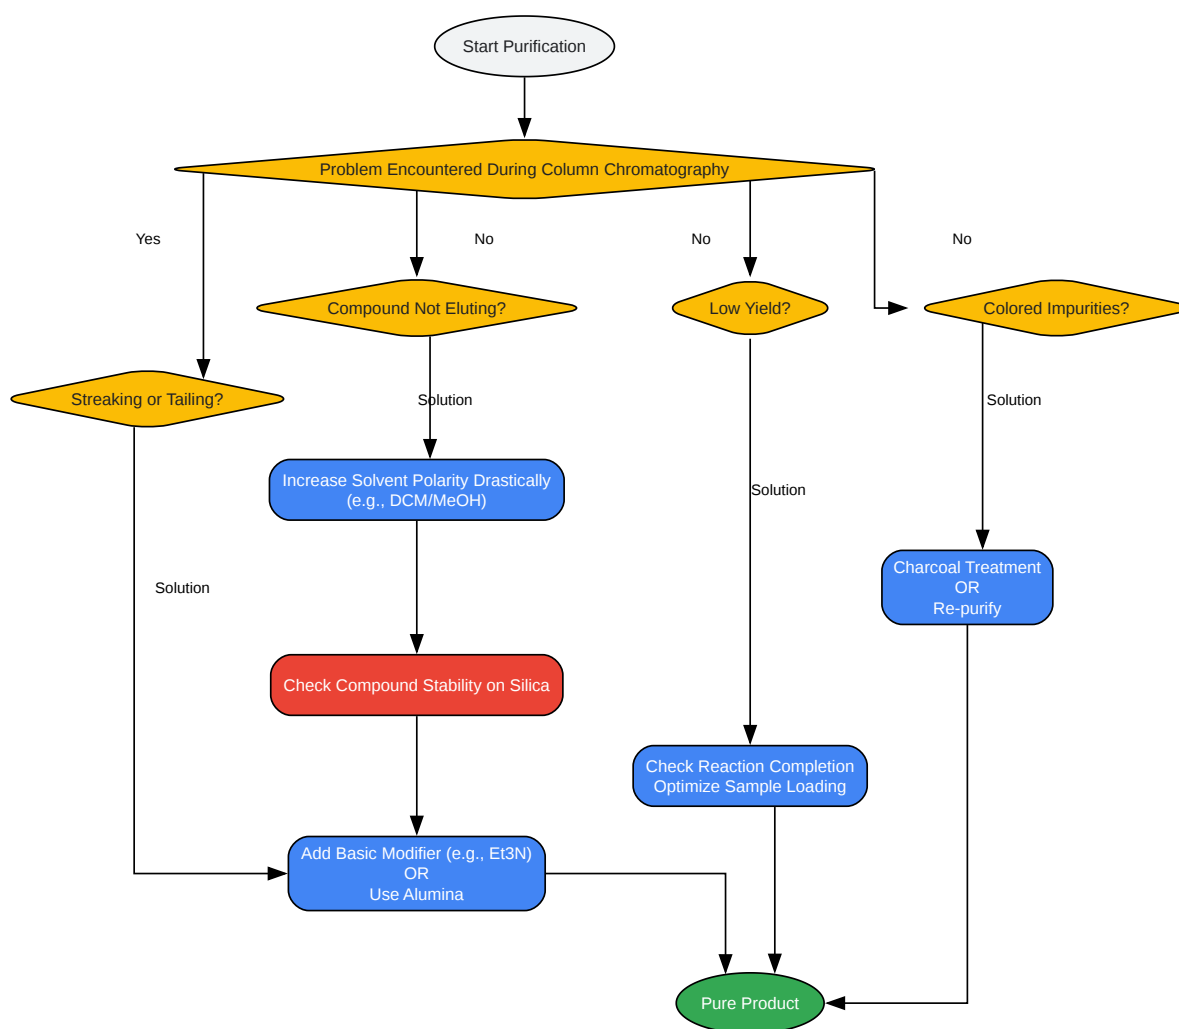 Start Purification
Problem Encountered During Column Chromatography
Yes
No
No
No
Compound Not Eluting?
Low Yield?
Colored Impurities?
Streaking or Tailing?
Solution
Solution
Increase Solvent Polarity Drastically
(e.g., DCM/MeOH)
Solution
Charcoal Treatment
OR
Re-purify
Solution
Check Compound Stability on Silica
Check Reaction Completion
Optimize Sample Loading
Add Basic Modifier (e.g., Et3N)
OR
Use Alumina
Pure Product